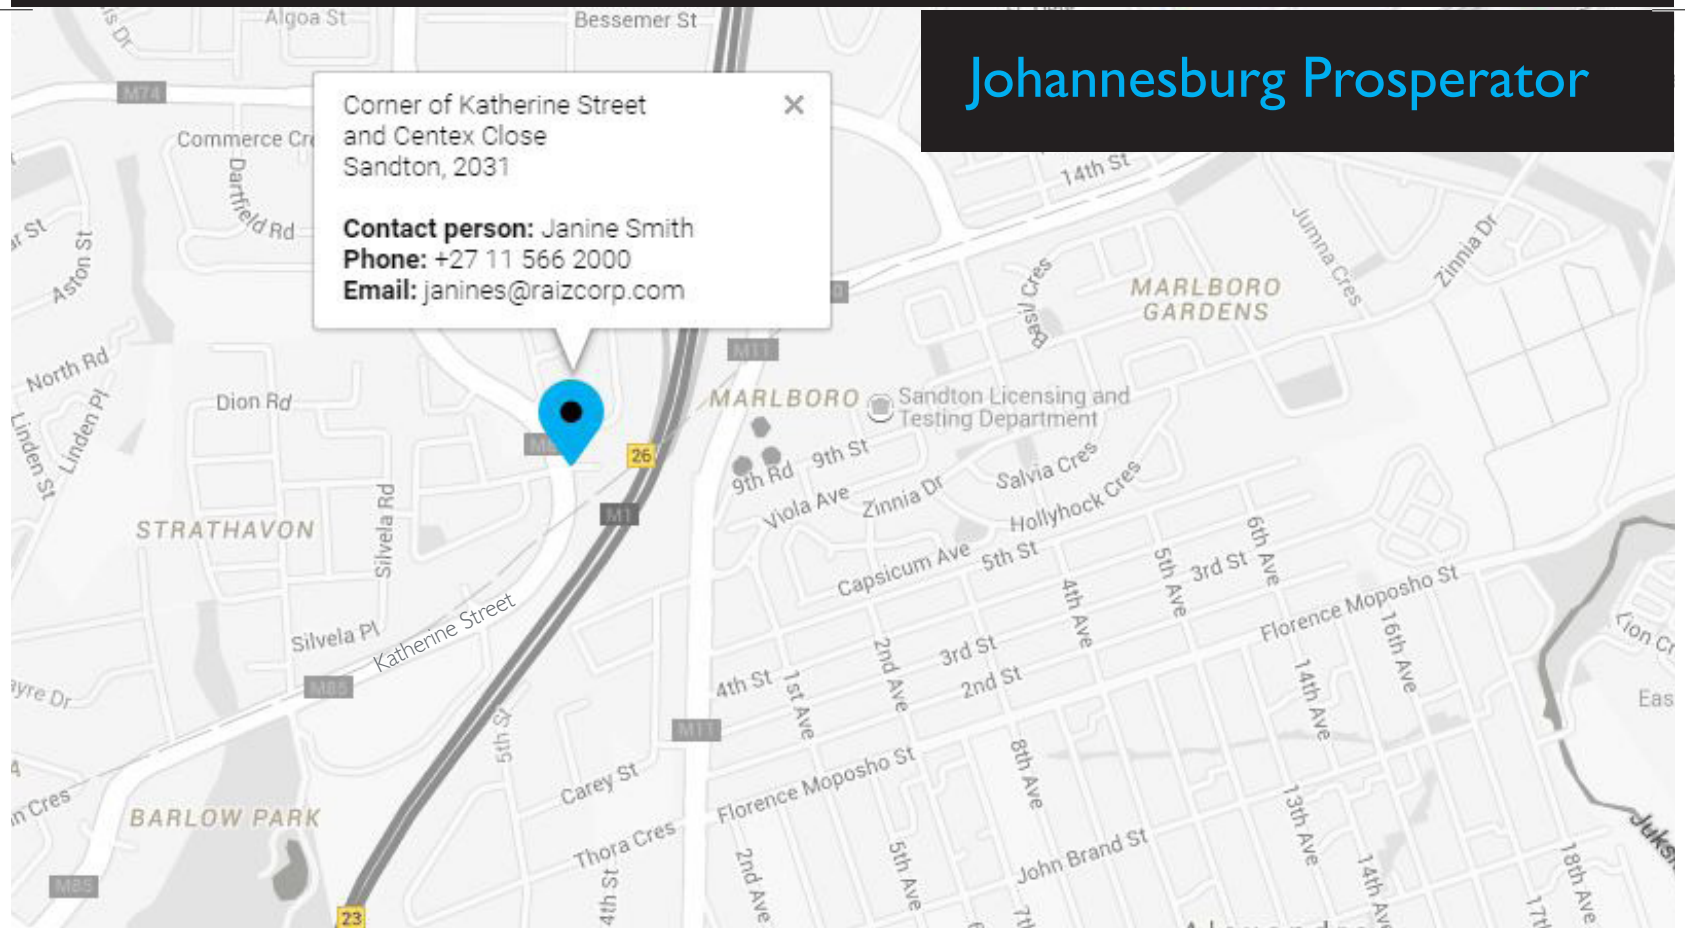 Algoa St
Bessemer St
Johannesburg Prosperator
M74
Corner of Katherine Street
and Centex Close
Sandton, 2031
Contact person: Janine Smith
Phone: +27 11 566 2000
Email: janines@raizcorp.com
Commerce
Dartfield Rd
14th St
Jumna Cres
Zinnia Dr
Aston St
Basil Cres
MARLBORO
GARDENS
M11
North Rd
Linden Pl
Linden St
Dion Rd
MARLBORO
Sandton Licensing and
Testing Department
26
9th St
9th Rd
Viola Ave
Zinnia Dr
Salvia Cres
Hollyhock Cres
M1
STRATHAVON
Silvela Rd
Capsicum Ave
5th St
6th Ave
5th Ave
3rd St
4th Ave
Florence Moposho St
16th Ave
Silvela Pl
Katherine Street
M85
2nd Ave
3rd St
2nd St
4th St
1st Ave
14th Ave
M11
5th St
8th Ave
Carey St
Florence Moposho St
BARLOW PARK
Thora Cres
13th Ave
John Brand St
M85
23
4th St
2nd Ave
5th Ave
14th Ave
18th Ave